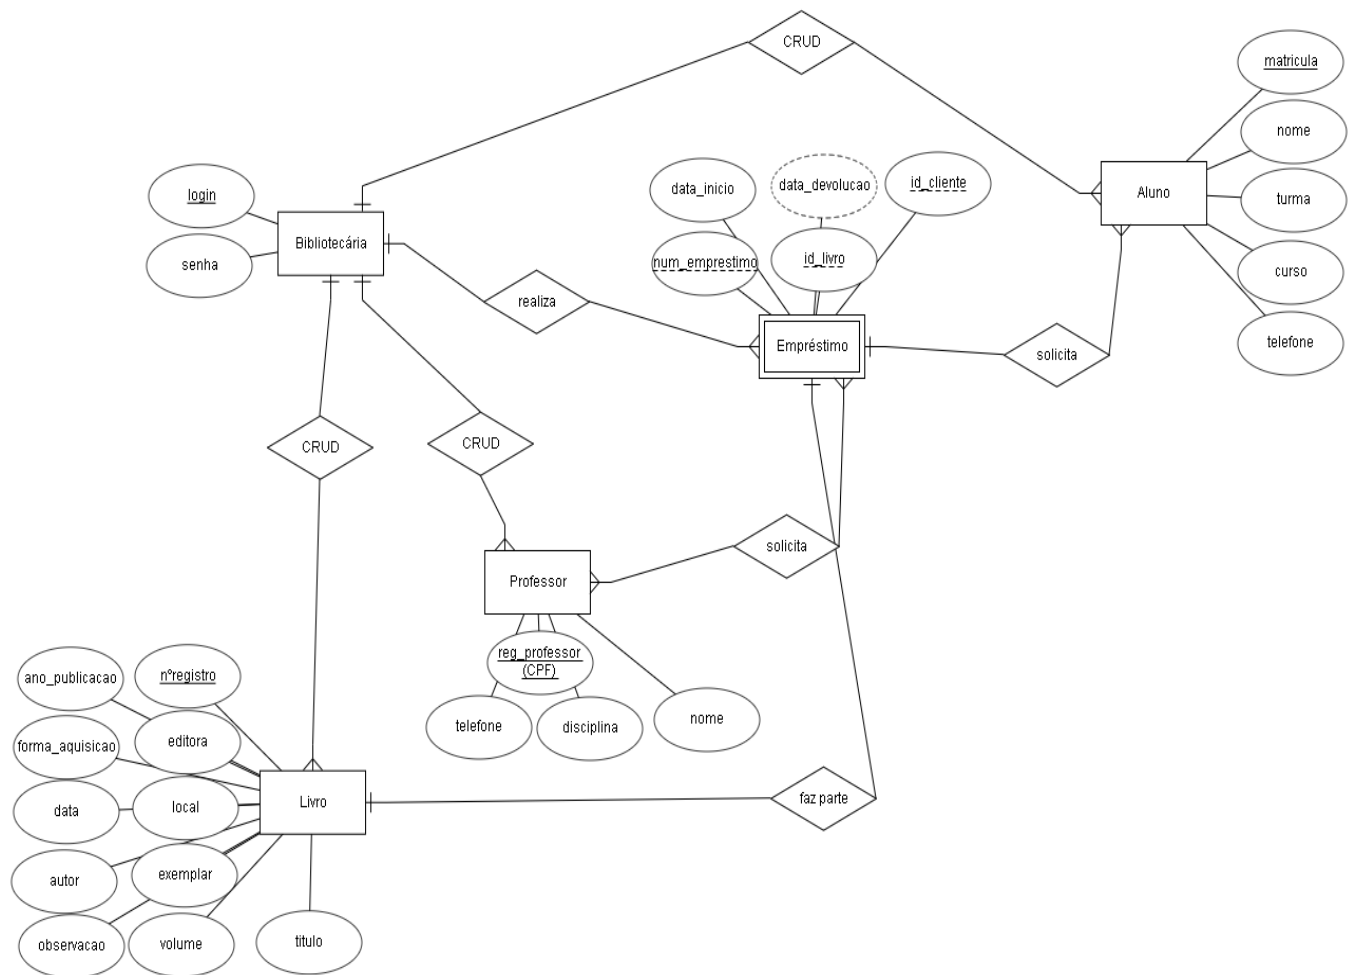 CRUD
matricula
nome
turma
curso
telefone
Aluno
data_inicio
data_devolucao
id_cliente
num_emprestimo
id_livro
login
senha
Bibliotecária
realiza
Empréstimo
solicita
CRUD
CRUD
solicita
Professor
reg_professor
(CPF)
telefone
disciplina
nome
ano_publicacao
nºregistro
forma_aquisicao
editora
data
local
Livro
faz parte
autor
exemplar
observacao
volume
titulo